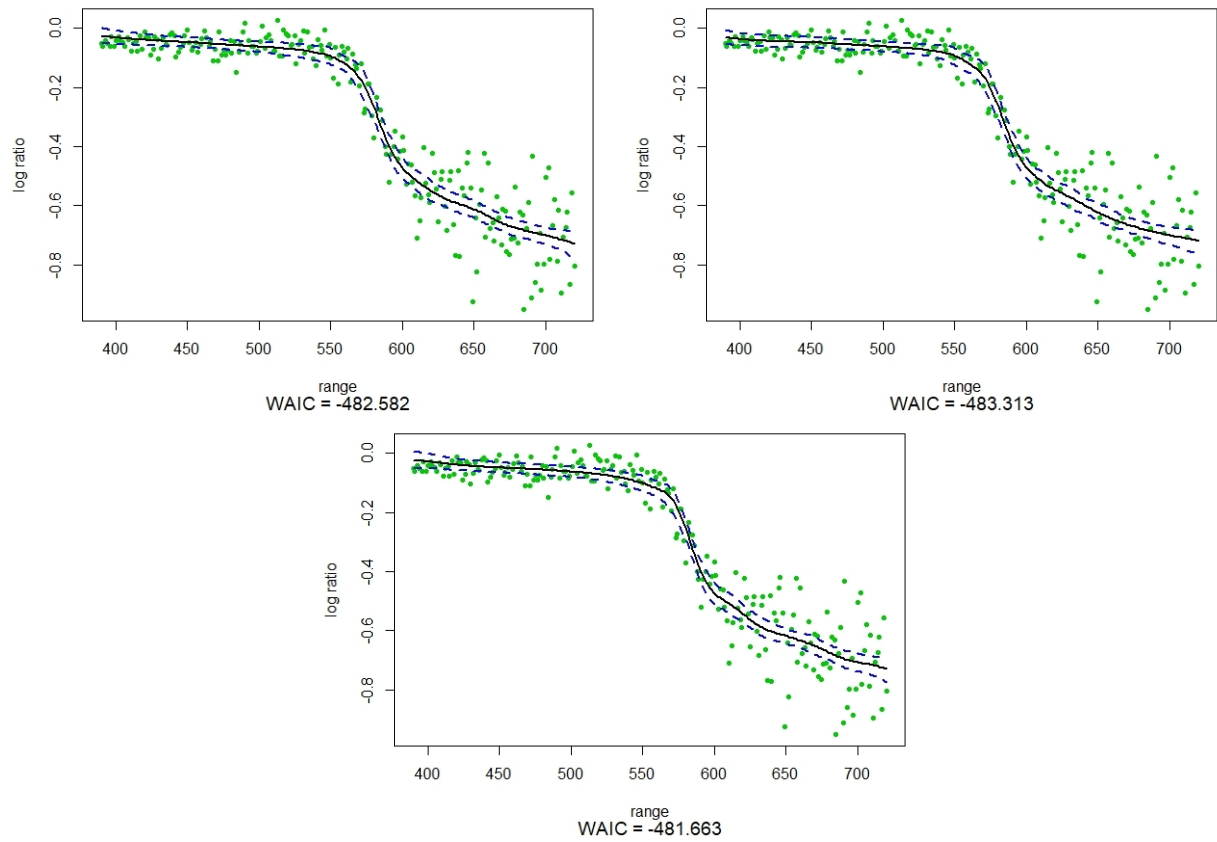 0.0
-0.2
-0.4
-0.6
-0.8
log ratio
400 450 500 550 600 650 700
range
WAIC = -482.582
0.0
-0.2
-0.4
-0.6
-0.8
log ratio
400 450 500 550 600 650 700
range
WAIC = -483.313
0.0
-0.2
-0.4
-0.6
-0.8
log ratio
400 450 500 550 600 650 700
range
WAIC = -481.663